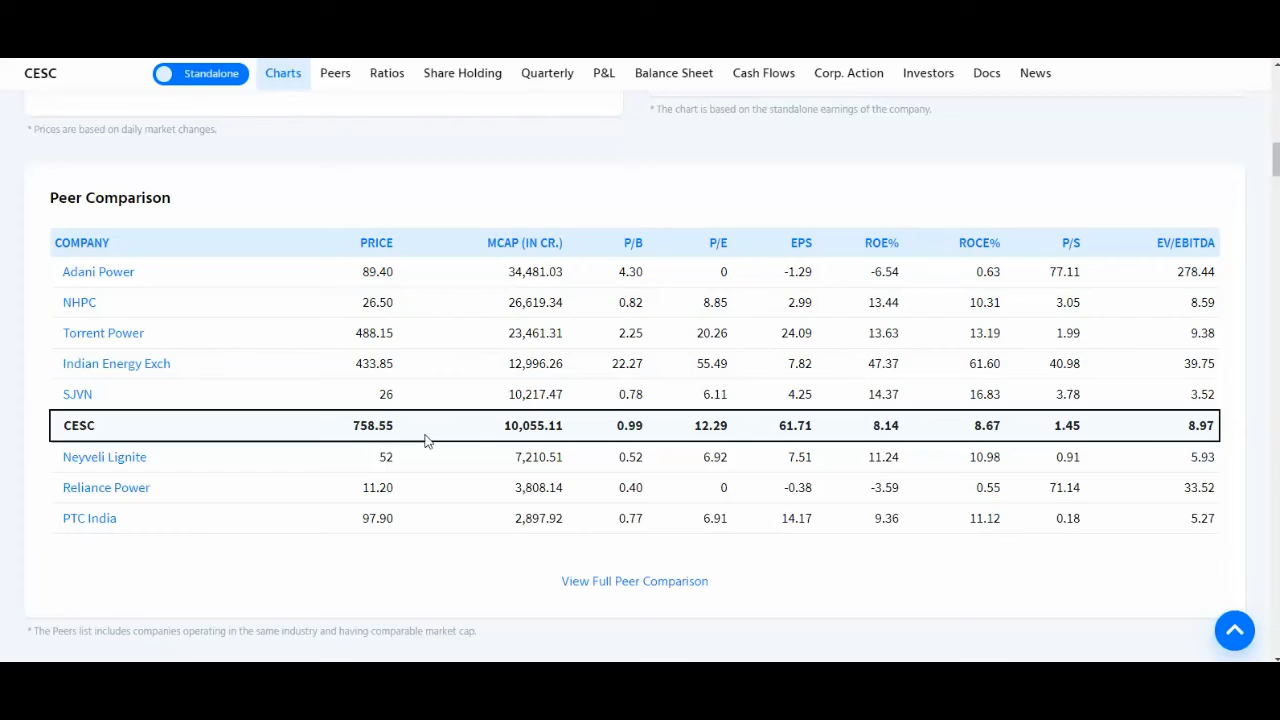 CESC Standalone Charts Peers Ratios Share Holding Quarterly P&L Balance Sheet Cash Flows Corp. Action Investors Docs News
* The chart is based on the standalone earnings of the company.
* Prices are based on daily market changes.
Peer Comparison
COMPANY PRICE MCAP (IN CR.) P/B P/E EPS ROE% ROCE% P/S EV/EBITDA
Adani Power 89.40 34,481.03 4.30 0 -1.29 -6.54 0.63 77.11 278.44
NHPC 26.50 26,619.34 0.82 8.85 2.99 13.44 10.31 3.05 8.59
Torrent Power 488.15 23,461.31 2.25 20.26 24.09 13.63 13.19 1.99 9.38
Indian Energy Exch 433.85 12,996.26 22.27 55.49 7.82 47.37 61.60 40.98 39.75
SJVN 26 10,217.47 0.78 6.11 4.25 14.37 16.83 3.78 3.52
CESC 758.55 10,055.11 0.99 12.29 61.71 8.14 8.67 1.45 8.97
Neyveli Lignite 52 7,210.51 0.52 6.92 7.51 11.24 10.98 0.91 5.93
Reliance Power 11.20 3,808.14 0.40 0 -0.38 -3.59 0.55 71.14 33.52
PTC India 97.90 2,897.92 0.77 6.91 14.17 9.36 11.12 0.18 5.27
View Full Peer Comparison
* The Peers list includes companies operating in the same industry and having comparable market cap.